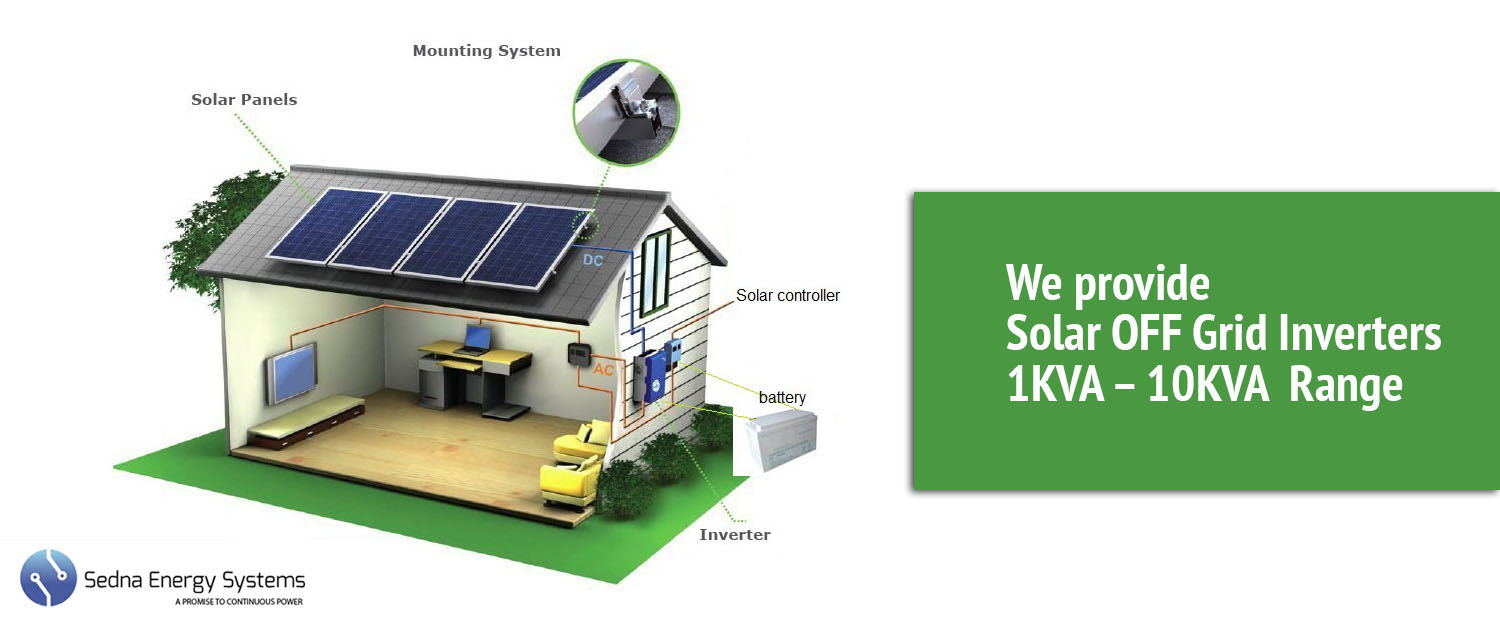 Mounting System
Solar Panels
DC
Solar controller
AC
battery
Inverter
We provide
Solar OFF Grid Inverters
1KVA – 10KVA  Range
Sedna Energy Systems
A PROMISE TO CONTINUOUS POWER